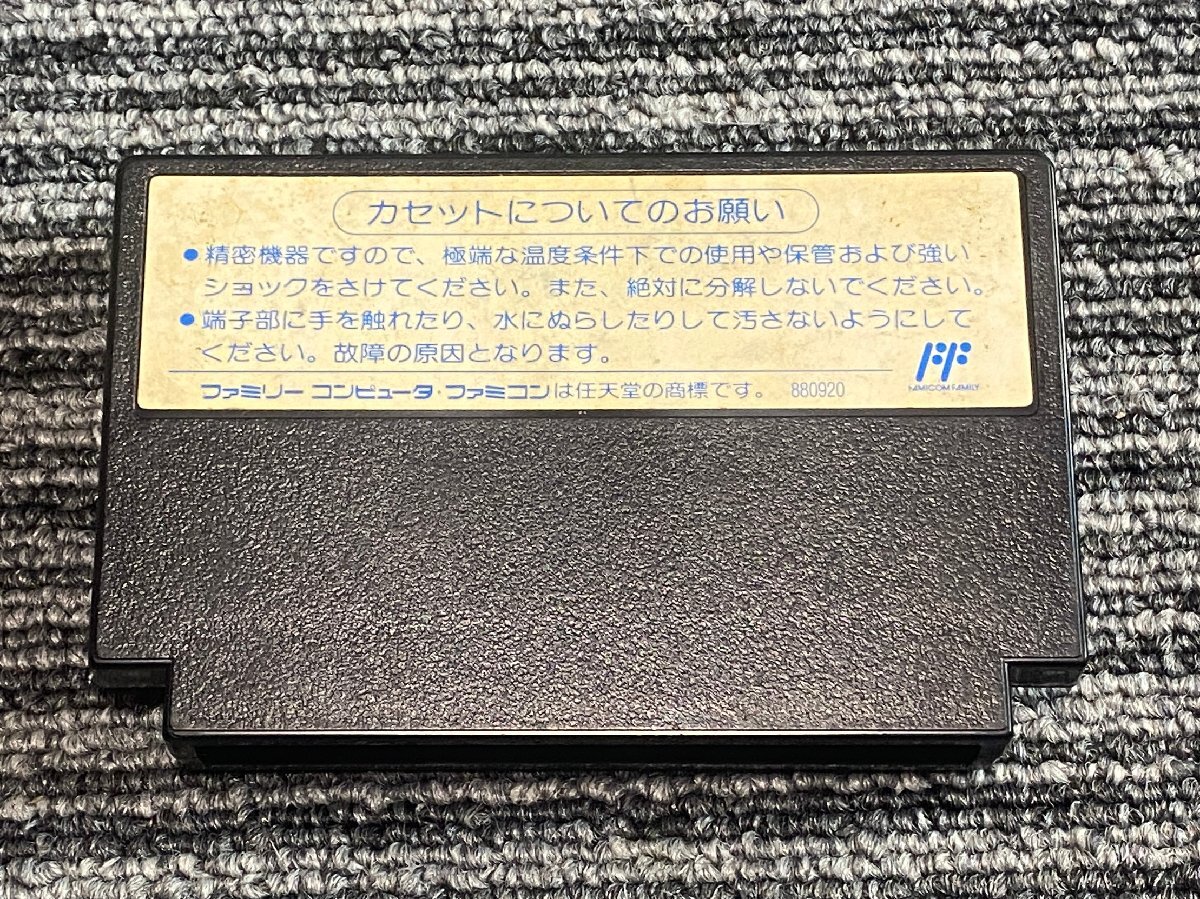 カセットについてのお願い
●精密機器ですので、極端な温度条件下での使用や保管および強い
ショックをさけてください。また、絶対に分解しないでください。
●端子部に手を触れたり、水にぬらしたりして汚さないようにして
ください。故障の原因となります。
ファミリー コンピュータ・ファミコンは任天堂の商標です。 880920
FF
FAMICOM FAMILY